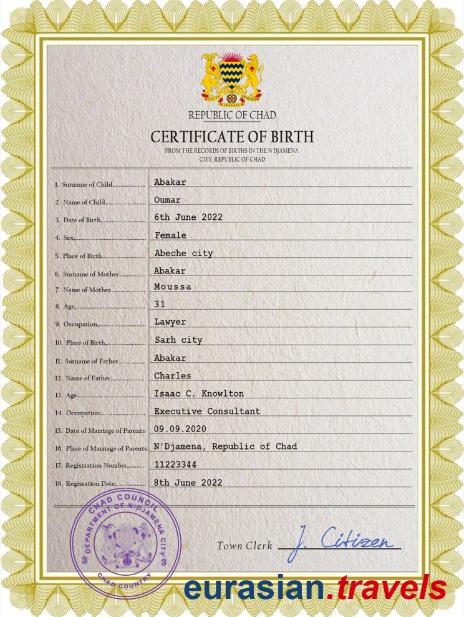 REPUBLIC OF CHAD
CERTIFICATE OF BIRTH
FROM THE RECORDS OF BIRTHS IN THE N DJAMENA
CITY, REPUBLIC OF CHAD
1. Surname of Child Abakar
2. Name of Child Oumar
3. Date of Birth 6th June 2022
4. Sex Female
5. Place of Birth Abeche city
6. Surname of Mother Abakar
7. Name of Mother Moussa
8. Age 31
9. Occupation Lawyer
10. Place of Birth Sarh city
11. Surname of Father Abakar
12. Name of Father Charles
13. Age Isaac C. Knowlton
14. Occupation Executive Consultant
15. Date of Marriage of Parents 09.09.2020
16. Place of Marriage of Parents N'Djamena, Republic of Chad
17. Registration Number 11223344
18. Regisration Date 8th June 2022
CHAD COUNCIL
DEPARTMENT OF N'DJAMENA CITY
CHAD COUNTRY
Town Clerk J. Citizen
eurasian.travels